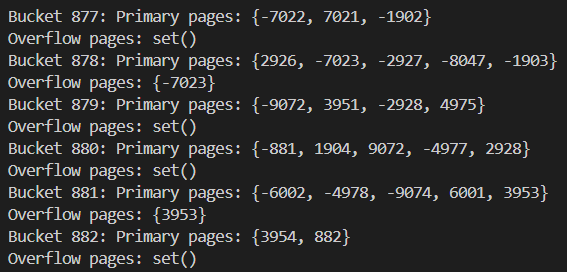 Bucket 877: Primary pages: {-7022, 7021, -1902}
Overflow pages: set()
Bucket 878: Primary pages: {2926, -7023, -2927, -8047, -1903}
Overflow pages: {-7023}
Bucket 879: Primary pages: {-9072, 3951, -2928, 4975}
Overflow pages: set()
Bucket 880: Primary pages: {-881, 1904, 9072, -4977, 2928}
Overflow pages: set()
Bucket 881: Primary pages: {-6002, -4978, -9074, 6001, 3953}
Overflow pages: {3953}
Bucket 882: Primary pages: {3954, 882}
Overflow pages: set()